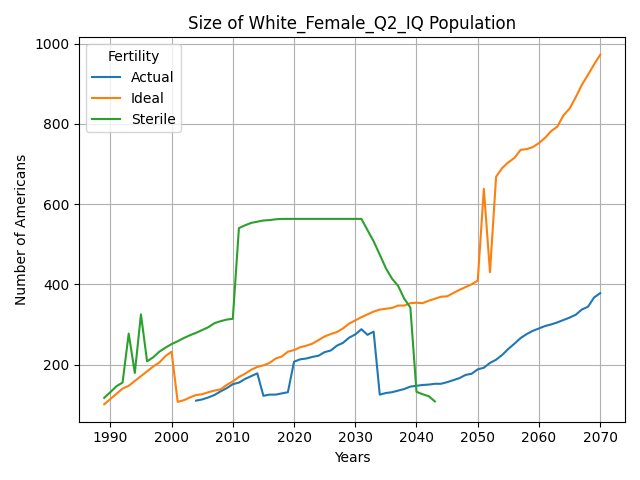 Size of White_Female_Q2_IQ Population
Fertility
Actual
Ideal
Sterile
Number of Americans
1000
800
600
400
200
1990 2000 2010 2020 2030 2040 2050 2060 2070
Years